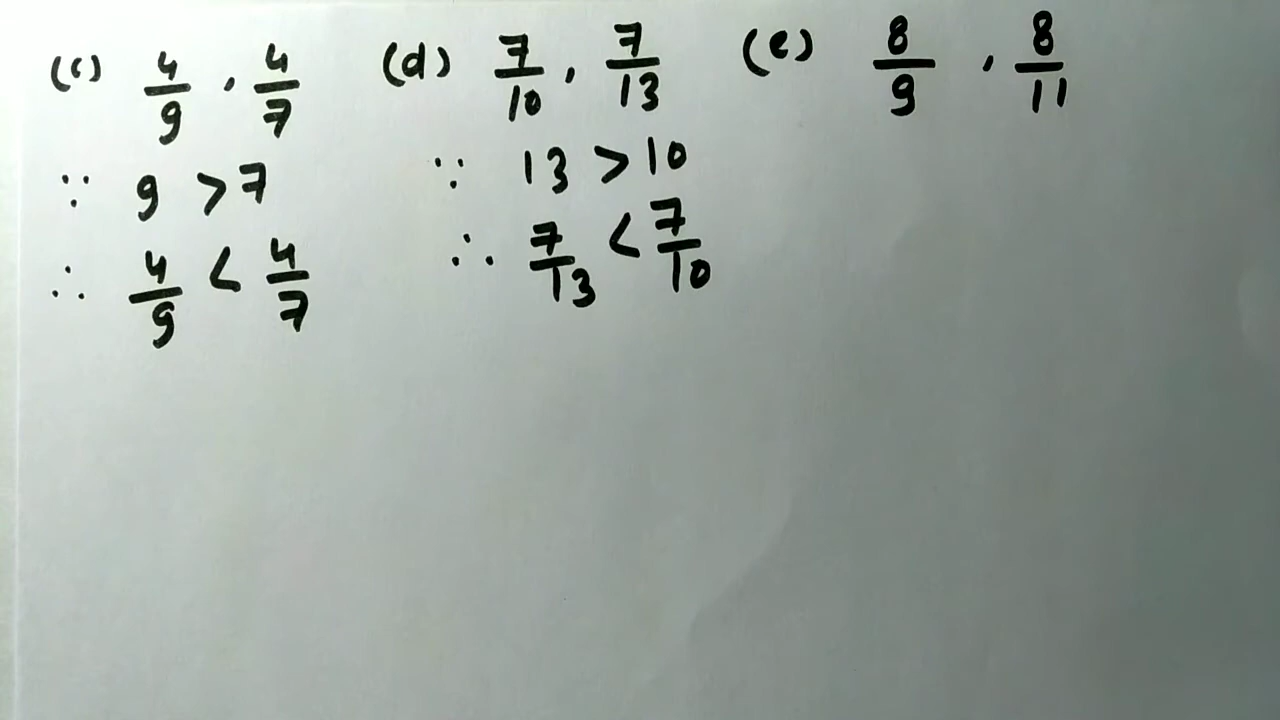 (c) 4/9 , 4/7
∵ 9 > 7
∴ 4/9 < 4/7
(d) 7/10 , 7/13
∵ 13 > 10
∴ 7/13 < 7/10
(e) 8/9 , 8/11